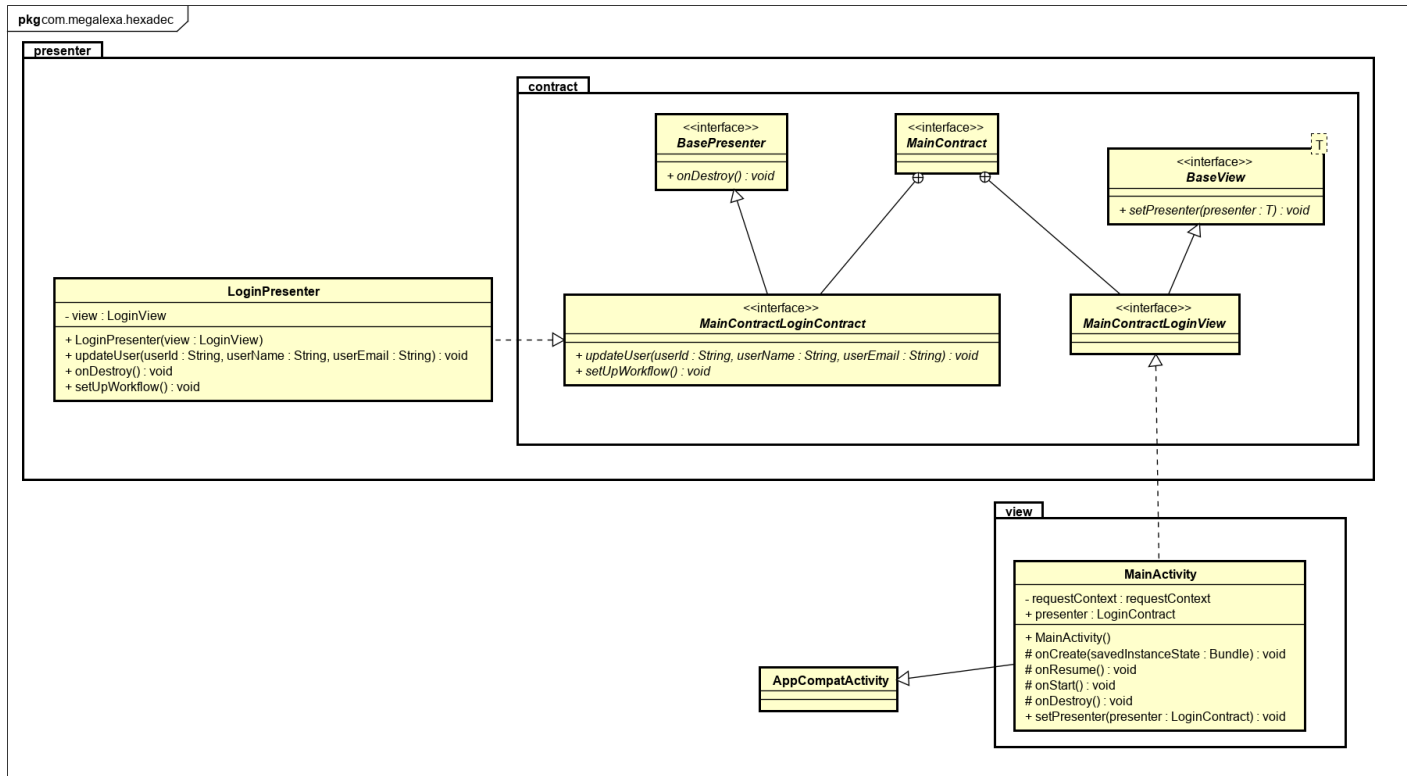 pkg com.megalexa.hexadec
presenter
contract
<<interface>>
BasePresenter
+ onDestroy() : void
<<interface>>
MainContract
T
<<interface>>
BaseView
+ setPresenter(presenter : T) : void
LoginPresenter
- view : LoginView
+ LoginPresenter(view : LoginView)
+ updateUser(userId : String, userName : String, userEmail : String) : void
+ onDestroy() : void
+ setUpWorkflow() : void
<<interface>>
MainContractLoginContract
+ updateUser(userId : String, userName : String, userEmail : String) : void
+ setUpWorkflow() : void
<<interface>>
MainContractLoginView
view
MainActivity
- requestContext : requestContext
+ presenter : LoginContract
+ MainActivity()
# onCreate(savedInstanceState : Bundle) : void
# onResume() : void
# onStart() : void
# onDestroy() : void
+ setPresenter(presenter : LoginContract) : void
AppCompatActivity